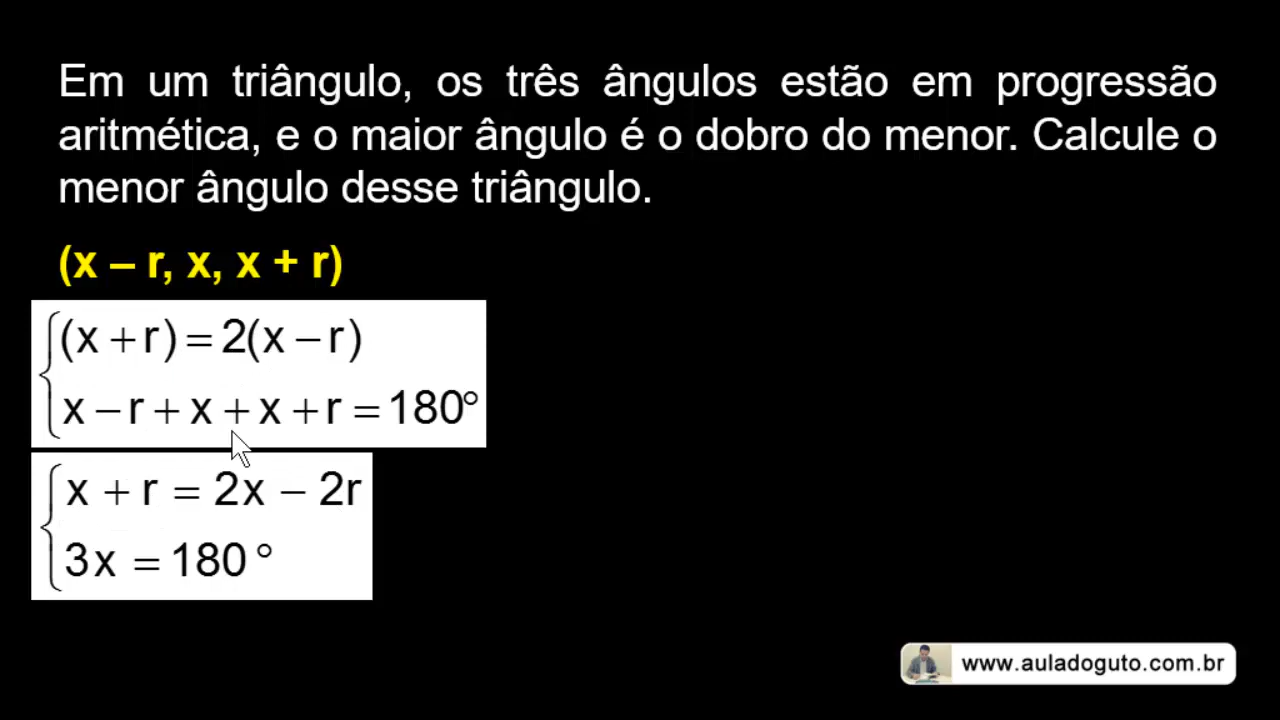 Em um triângulo, os três ângulos estão em progressão
aritmética, e o maior ângulo é o dobro do menor. Calcule o
menor ângulo desse triângulo.
(x – r, x, x + r)
(x + r) = 2(x − r)
x − r + x + x + r = 180°
x + r = 2x − 2r
3x = 180°
www.auladoguto.com.br